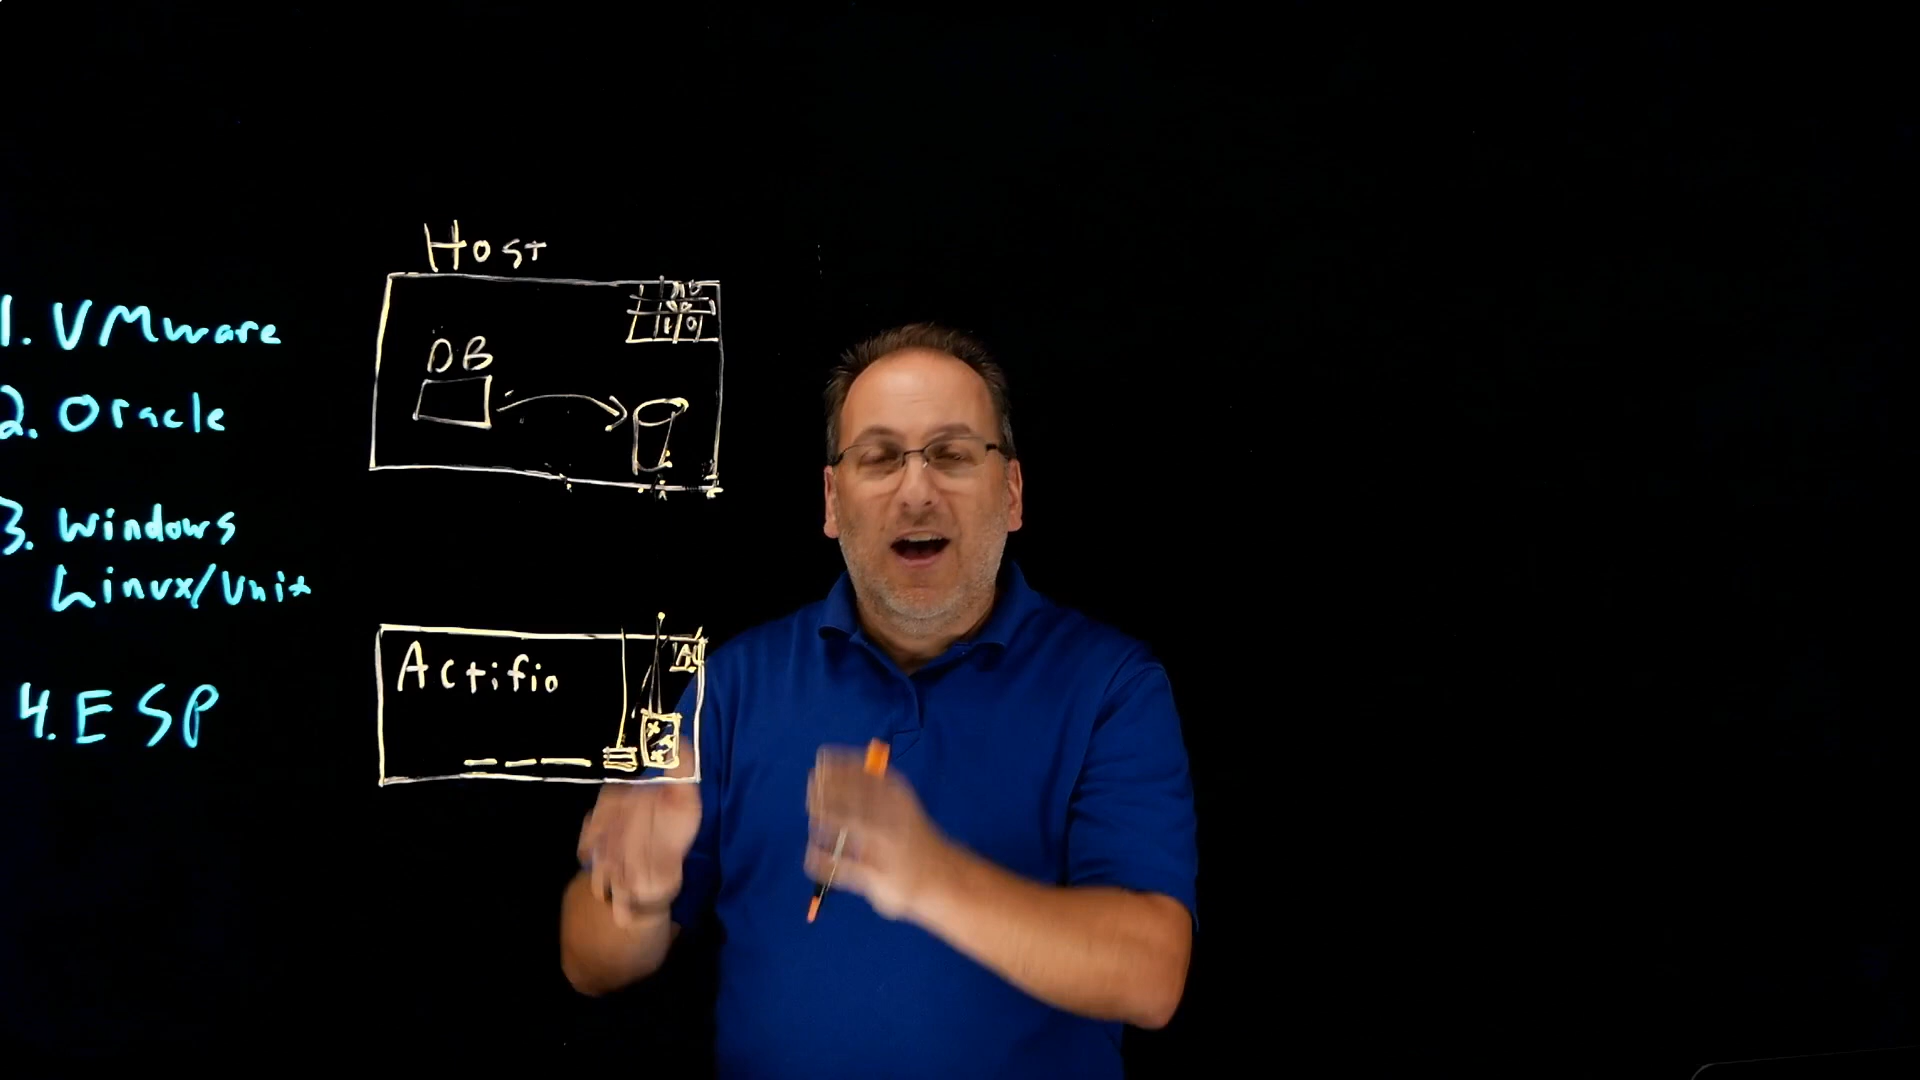 1. VMware
2. Oracle
3. Windows
Linux/Unix
4. ESP
Host
DB
Actifio